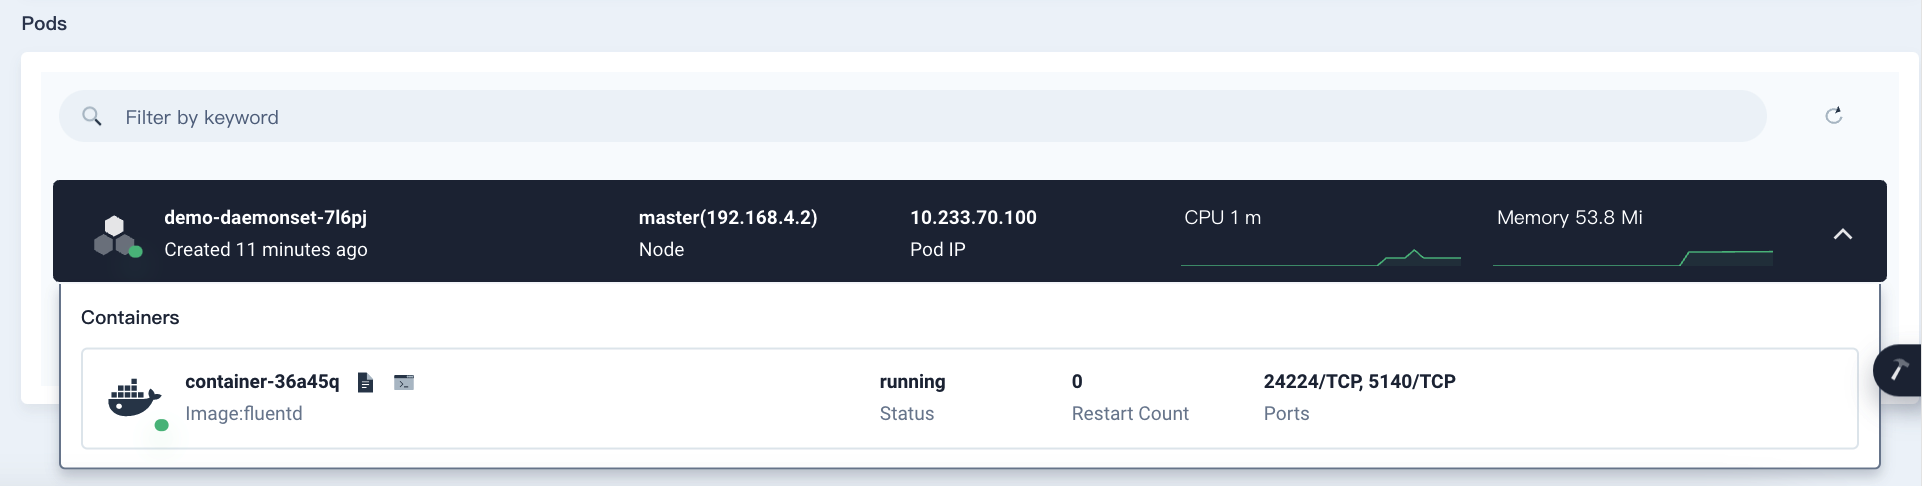 Pods
Filter by keyword
demo-daemonset-7l6pj master(192.168.4.2) 10.233.70.100 CPU 1 m Memory 53.8 Mi
Created 11 minutes ago Node Pod IP
Containers
container-36a45q running 0 24224/TCP, 5140/TCP
Image:fluentd Status Restart Count Ports